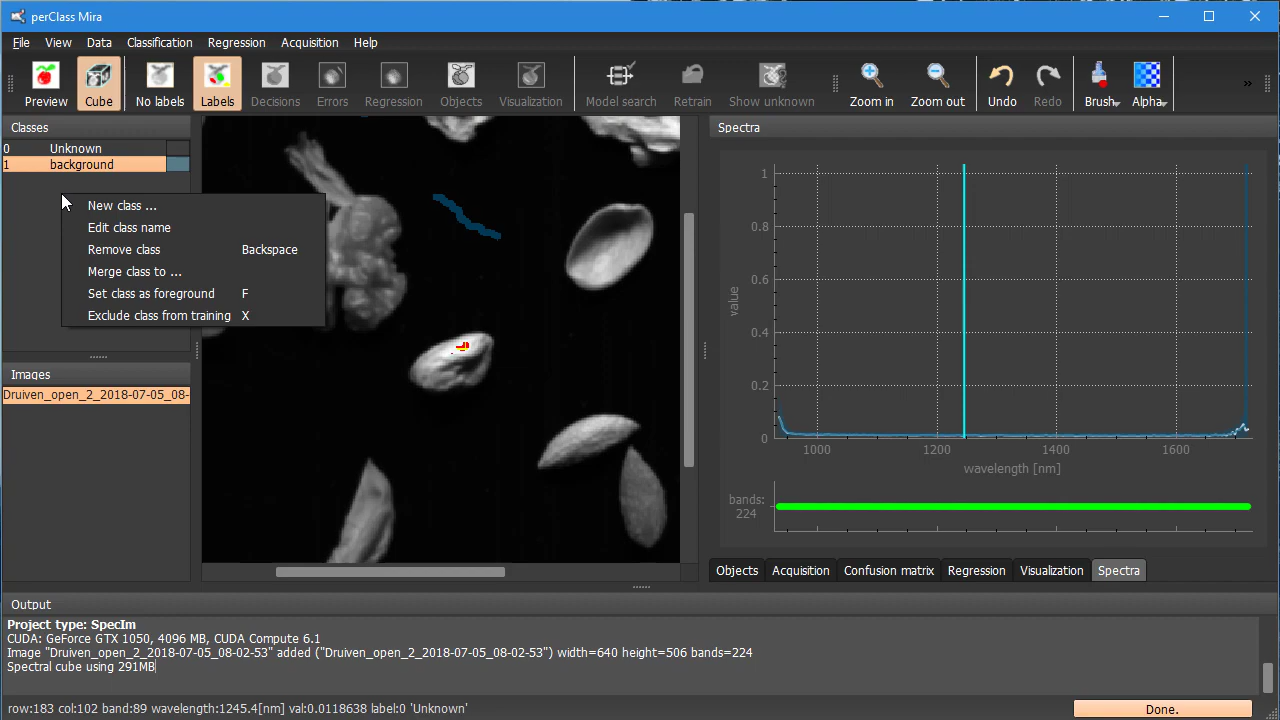 perClass Mira
File View Data Classification Regression Acquisition Help
Preview Cube No labels Labels Decisions Errors Regression Objects Visualization Model search Retrain Show unknown Zoom in Zoom out Undo Redo Brush Alpha »
Classes
0 Unknown
1 background
New class ...
Edit class name
Remove class Backspace
Merge class to ...
Set class as foreground F
Exclude class from training X
Images
Druiven_open_2_2018-07-05_08-
Spectra
1
0.8
0.6
0.4
0.2
0
value
1000 1200 1400 1600
wavelength [nm]
bands:
224
Objects Acquisition Confusion matrix Regression Visualization Spectra
Output
Project type: SpecIm
CUDA: GeForce GTX 1050, 4096 MB, CUDA Compute 6.1
Image "Druiven_open_2_2018-07-05_08-02-53" added ("Druiven_open_2_2018-07-05_08-02-53") width=640 height=506 bands=224
Spectral cube using 291MB
row:183 col:102 band:89 wavelength:1245.4[nm] val:0.0118638 label:0 'Unknown'
Done.